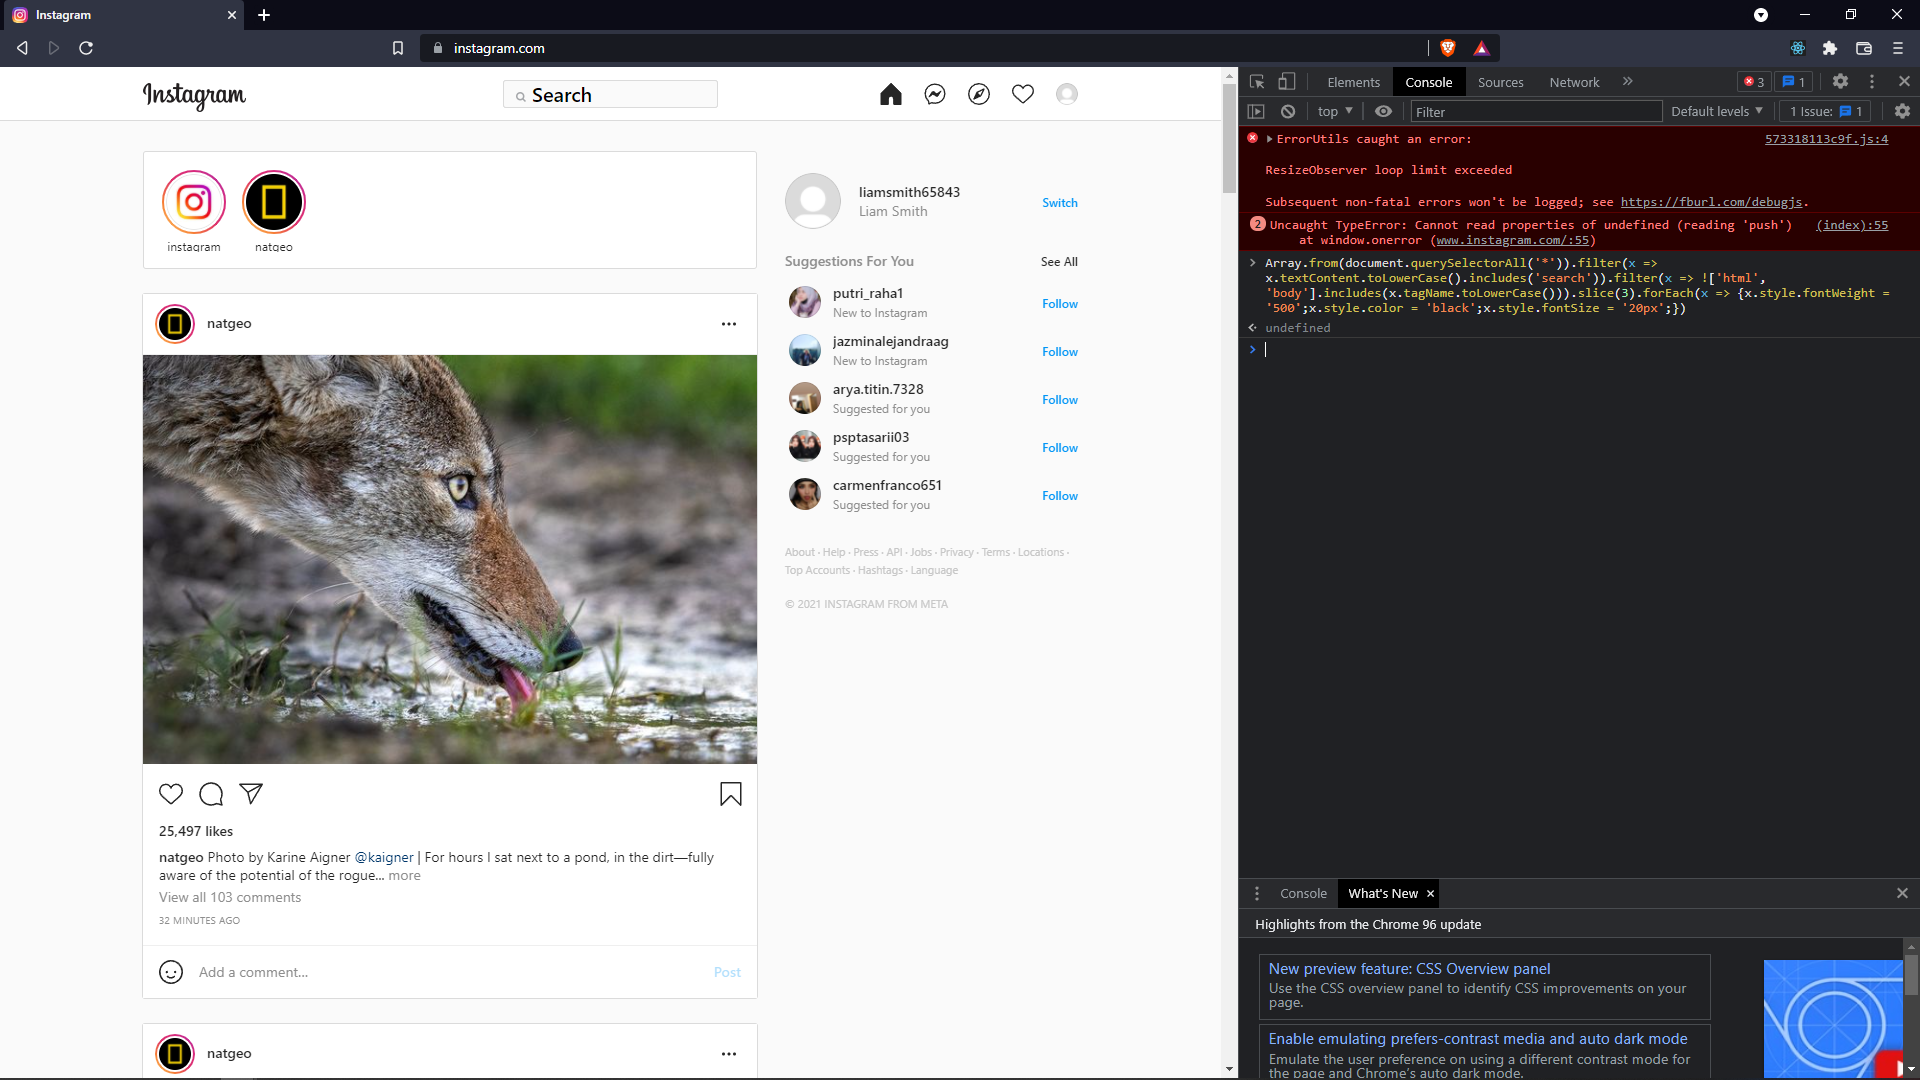 Instagram
instagram.com
Instagram
Search
instagram
natgeo
liamsmith65843
Liam Smith
Switch
Suggestions For You
See All
putri_raha1
New to Instagram
Follow
jazminalejandraag
New to Instagram
Follow
arya.titin.7328
Suggested for you
Follow
psptasarii03
Suggested for you
Follow
carmenfranco651
Suggested for you
Follow
About · Help · Press · API · Jobs · Privacy · Terms · Locations ·
Top Accounts · Hashtags · Language
© 2021 INSTAGRAM FROM META
natgeo
25,497 likes
natgeo Photo by Karine Aigner @kaigner | For hours I sat next to a pond, in the dirt—fully
aware of the potential of the rogue... more
View all 103 comments
32 MINUTES AGO
Add a comment...
Post
natgeo
Elements
Console
Sources
Network
3
1
top
Filter
Default levels
1 Issue: 1
ErrorUtils caught an error:
573318113c9f.js:4
ResizeObserver loop limit exceeded
Subsequent non-fatal errors won't be logged; see https://fburl.com/debugjs.
2 Uncaught TypeError: Cannot read properties of undefined (reading 'push')
(index):55
at window.onerror (www.instagram.com/:55)
Array.from(document.querySelectorAll('*')).filter(x =>
x.textContent.toLowerCase().includes('search')).filter(x => !['html',
'body'].includes(x.tagName.toLowerCase())).slice(3).forEach(x => {x.style.fontWeight =
'500';x.style.color = 'black';x.style.fontSize = '20px';})
undefined
Console
What's New
Highlights from the Chrome 96 update
New preview feature: CSS Overview panel
Use the CSS overview panel to identify CSS improvements on your
page.
Enable emulating prefers-contrast media and auto dark mode
Emulate the user preference on using a different contrast mode for
the page and Chrome's auto dark mode.